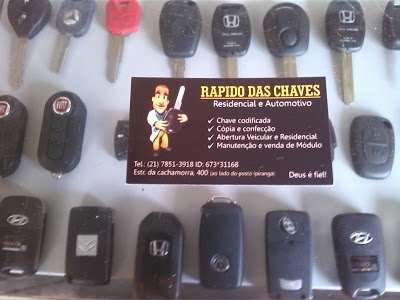 RAPIDO DAS CHAVES
Residencial e Automotivo
Chave codificada
Cópia e confecção
Abertura Veicular e Residencial
Manutenção e venda de Módulo
Tel.: (21) 7851-3918 ID: 673*31168
Estr. da cachamorra, 400 (ao lado do posto ipiranga)
Deus é fiel!